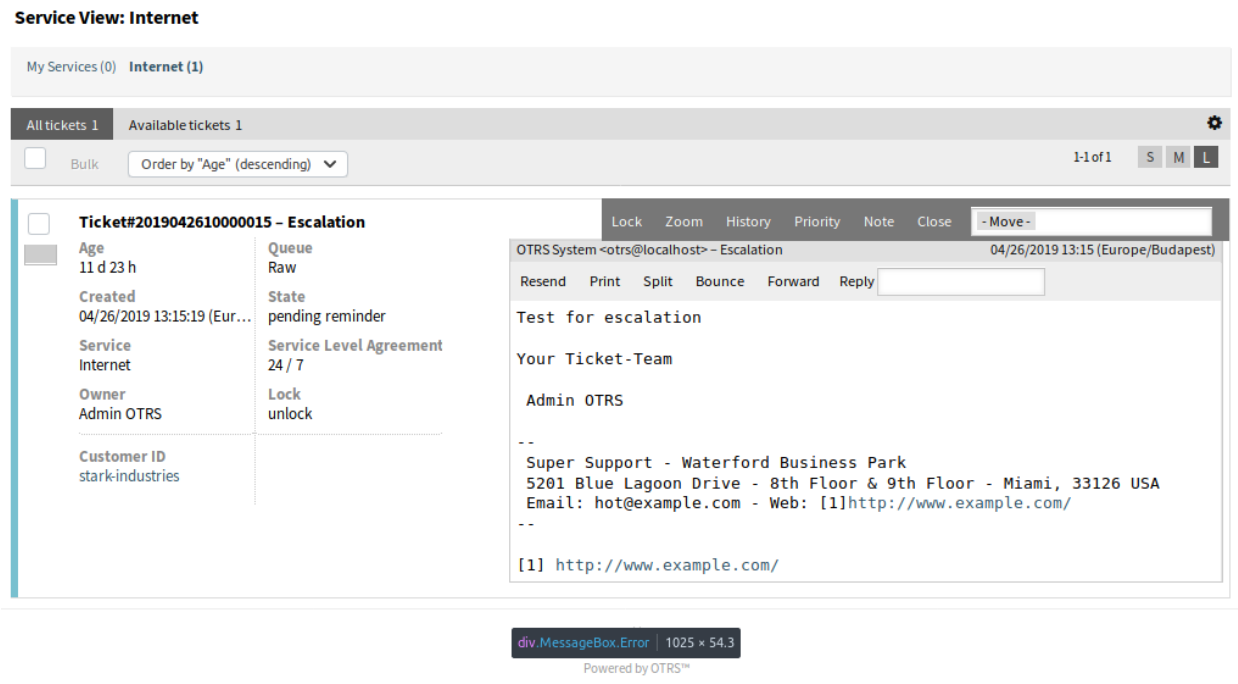 Service View: Internet
My Services (0) Internet (1)
All tickets 1 Available tickets 1
Bulk Order by "Age" (descending) 1-1 of 1 S M L
Ticket#2019042610000015 – Escalation
Lock Zoom History Priority Note Close - Move -
Age Queue
11 d 23 h Raw
Created State
04/26/2019 13:15:19 (Eur… pending reminder
Service Service Level Agreement
Internet 24 / 7
Owner Lock
Admin OTRS unlock
Customer ID
stark-industries
OTRS System <otrs@localhost> – Escalation 04/26/2019 13:15 (Europe/Budapest)
Resend Print Split Bounce Forward Reply
Test for escalation
Your Ticket-Team
Admin OTRS
--
Super Support - Waterford Business Park
5201 Blue Lagoon Drive - 8th Floor & 9th Floor - Miami, 33126 USA
Email: hot@example.com - Web: [1]http://www.example.com/
--
[1] http://www.example.com/
div.MessageBox.Error 1025 × 54.3
Powered by OTRS™